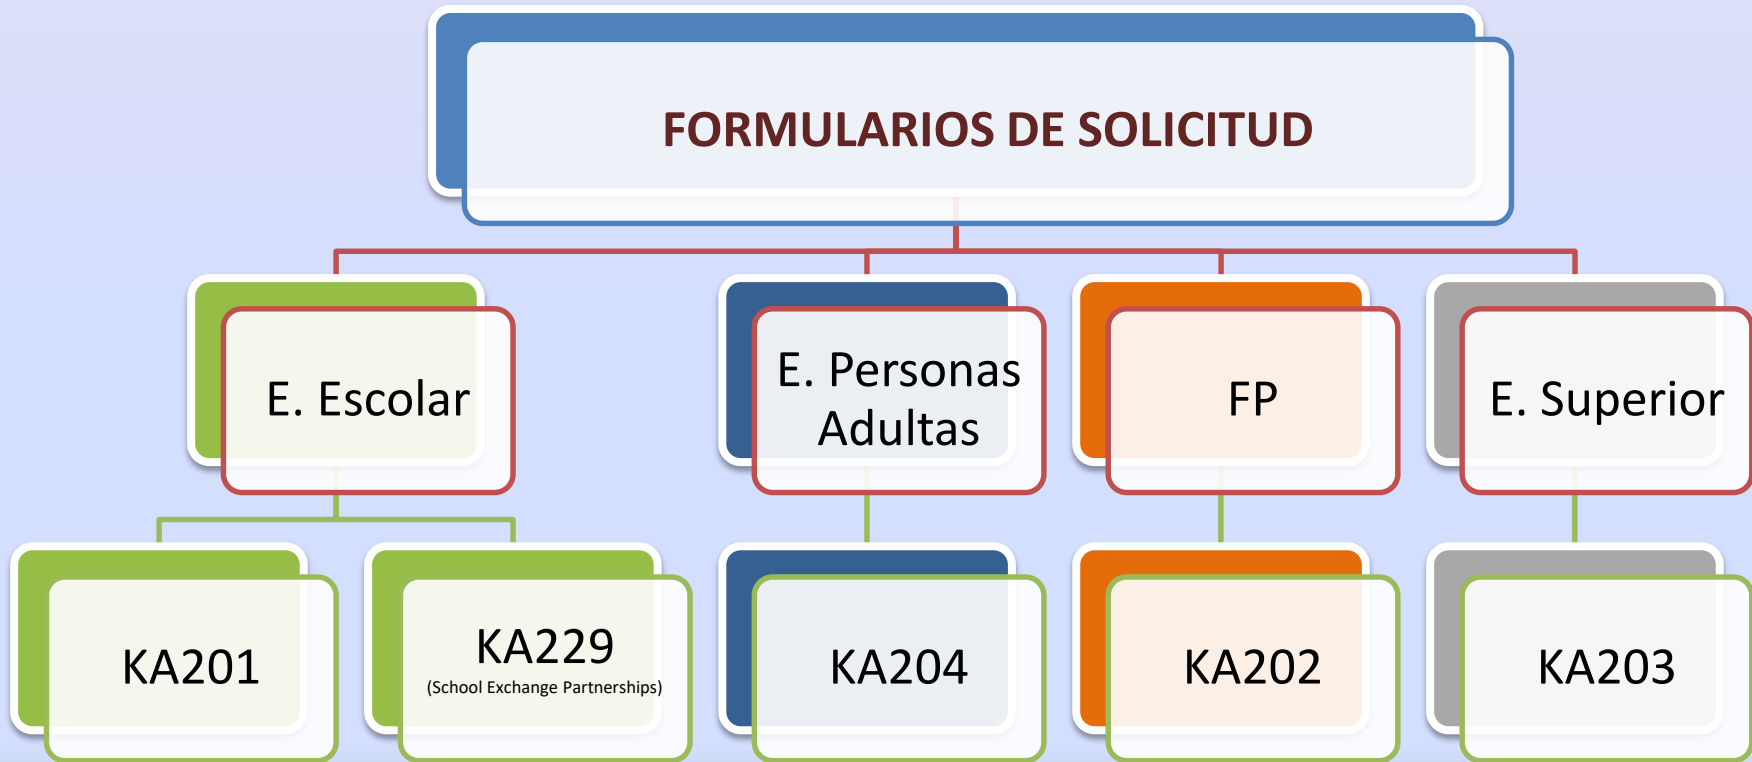 FORMULARIOS DE SOLICITUD
E. Escolar
E. Personas
Adultas
FP
E. Superior
KA201
KA229
(School Exchange Partnerships)
KA204
KA202
KA203